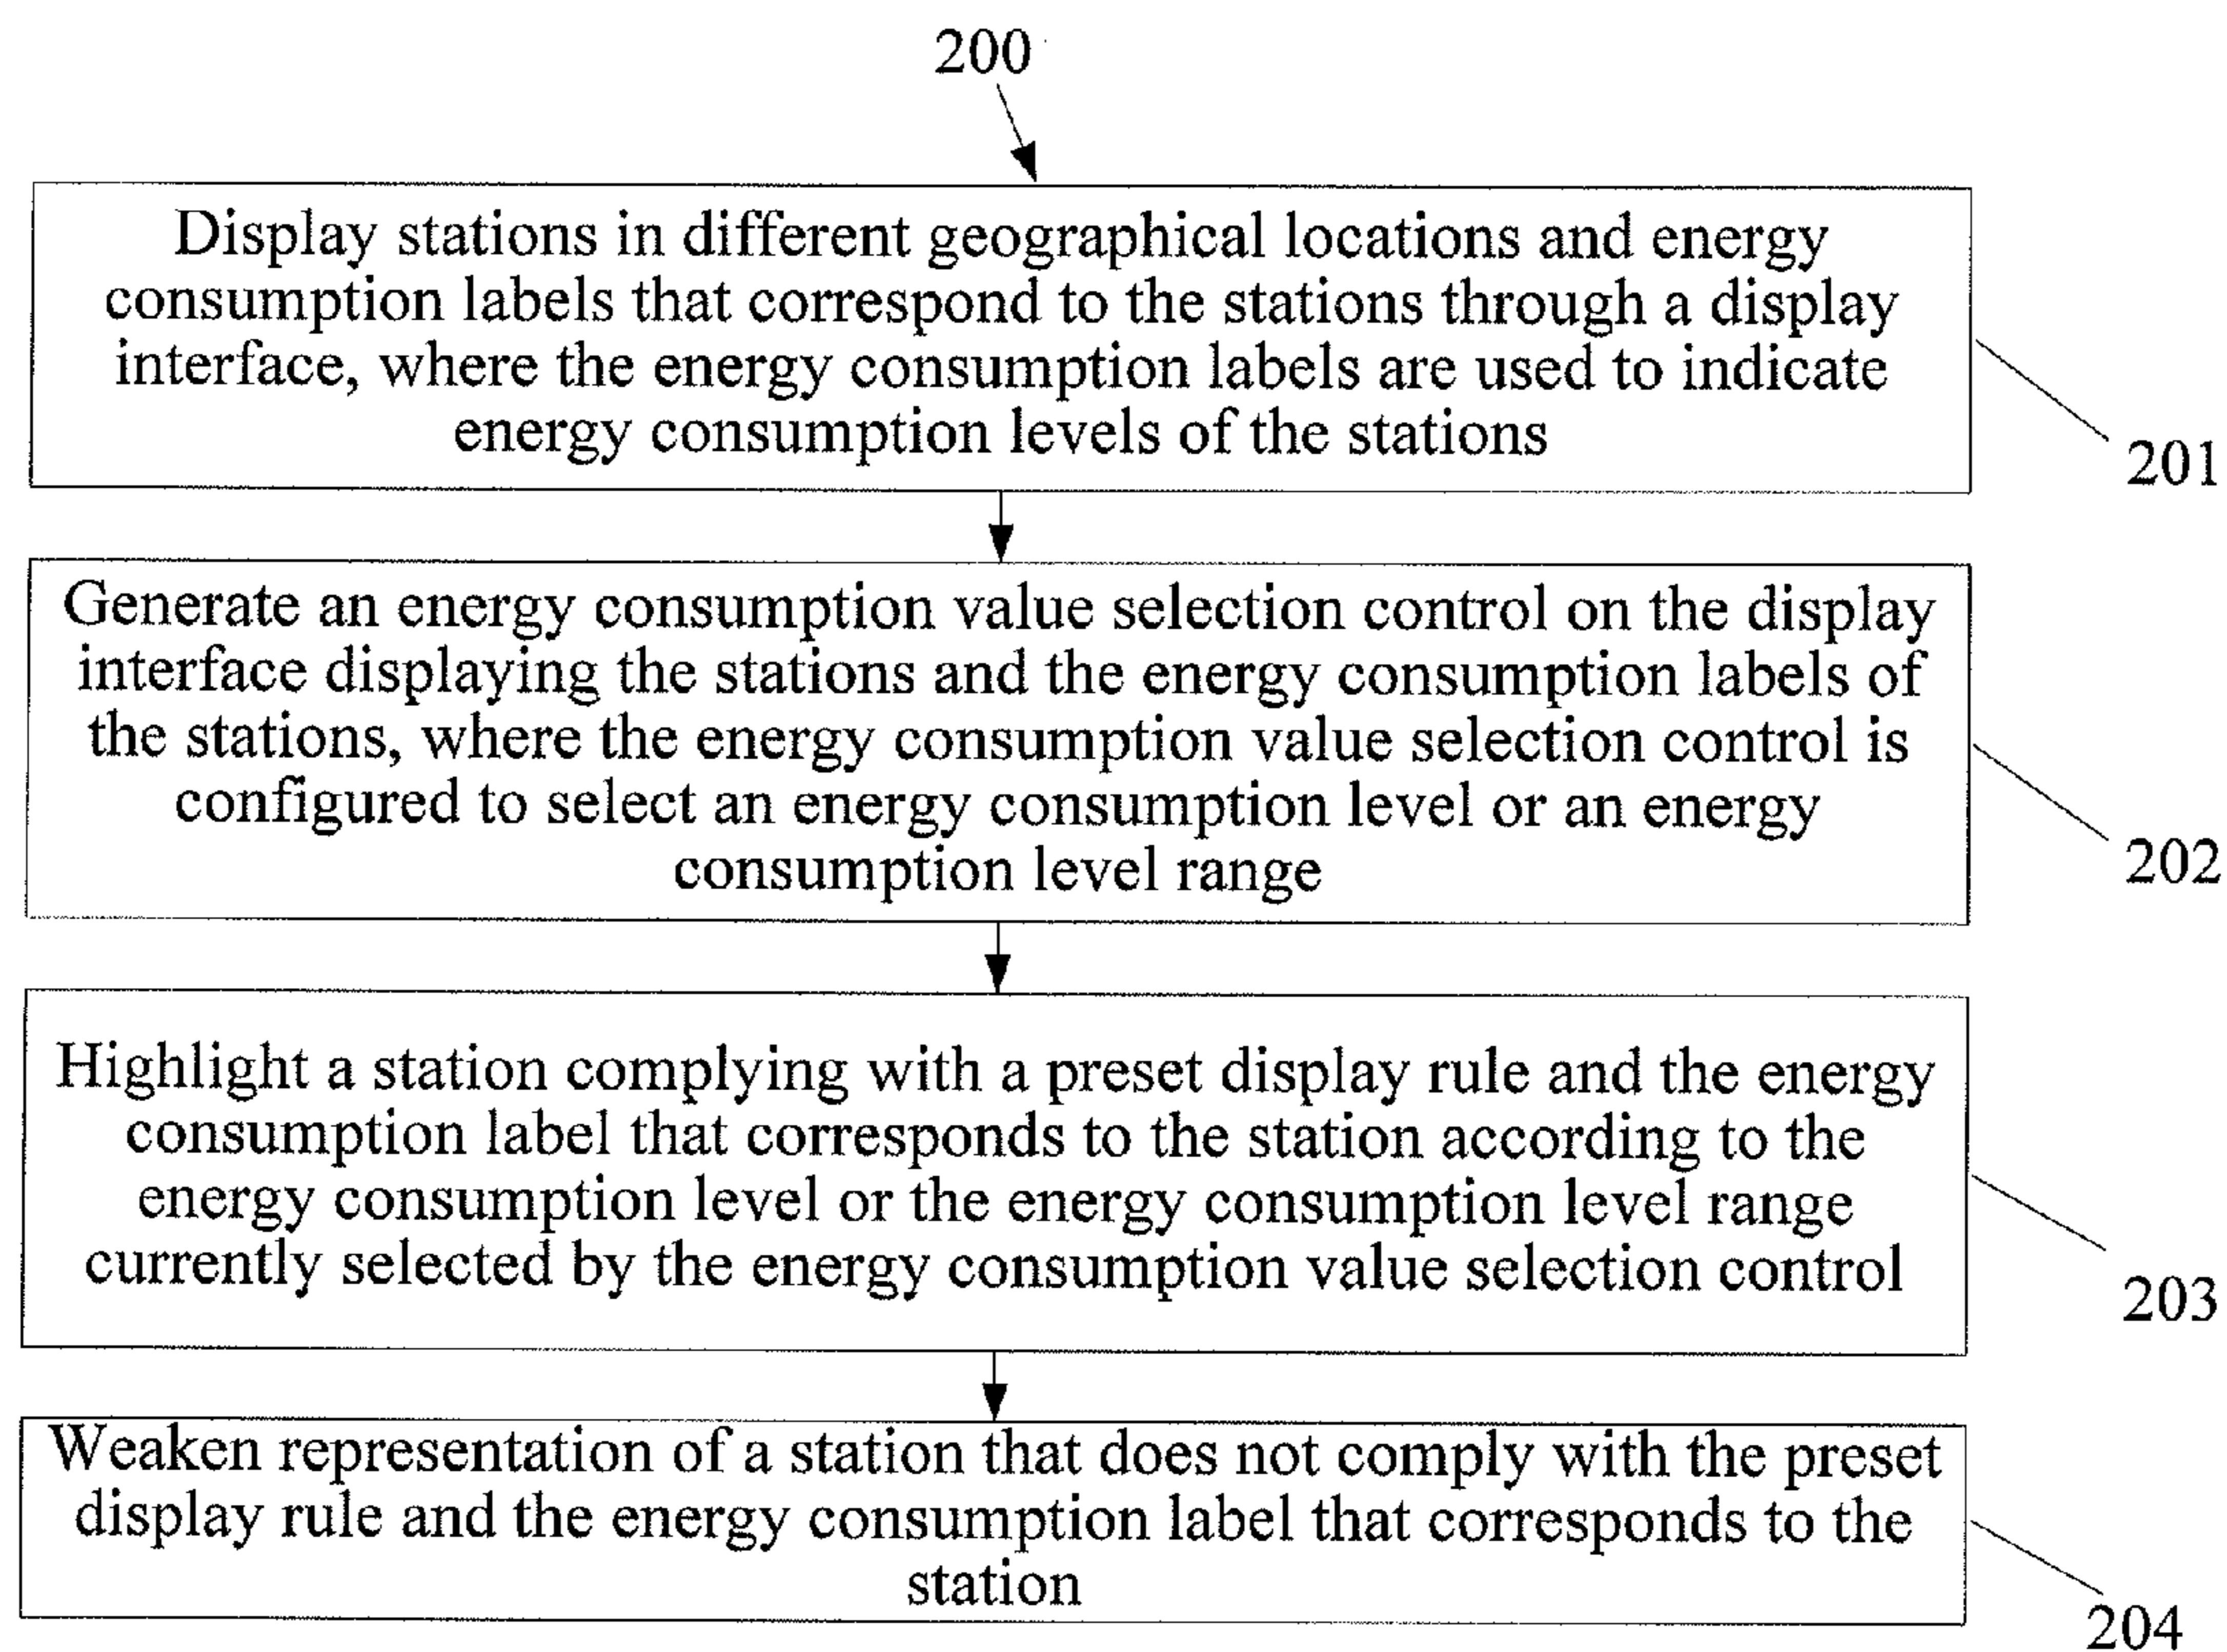 200
Display stations in different geographical locations and energy
consumption labels that correspond to the stations through a display
interface, where the energy consumption labels are used to indicate
energy consumption levels of the stations
201
Generate an energy consumption value selection control on the display
interface displaying the stations and the energy consumption labels of
the stations, where the energy consumption value selection control is
configured to select an energy consumption level or an energy
consumption level range
202
Highlight a station complying with a preset display rule and the energy
consumption label that corresponds to the station according to the
energy consumption level or the energy consumption level range
currently selected by the energy consumption value selection control
203
Weaken representation of a station that does not comply with the preset
display rule and the energy consumption label that corresponds to the
station
204